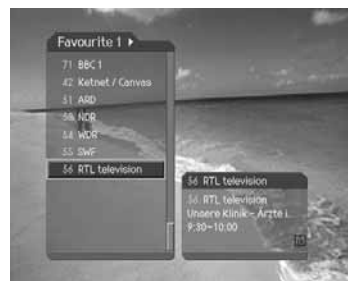 Favourite 1 ▸
71 BBC 1
42 Ketnet / Canvas
51 ARD
58 NDR
54 WDR
55 SWF
56 RTL television
56 RTL television
56 RTL television
Unsere Klinik - Ärzte i.
9:30~10:00